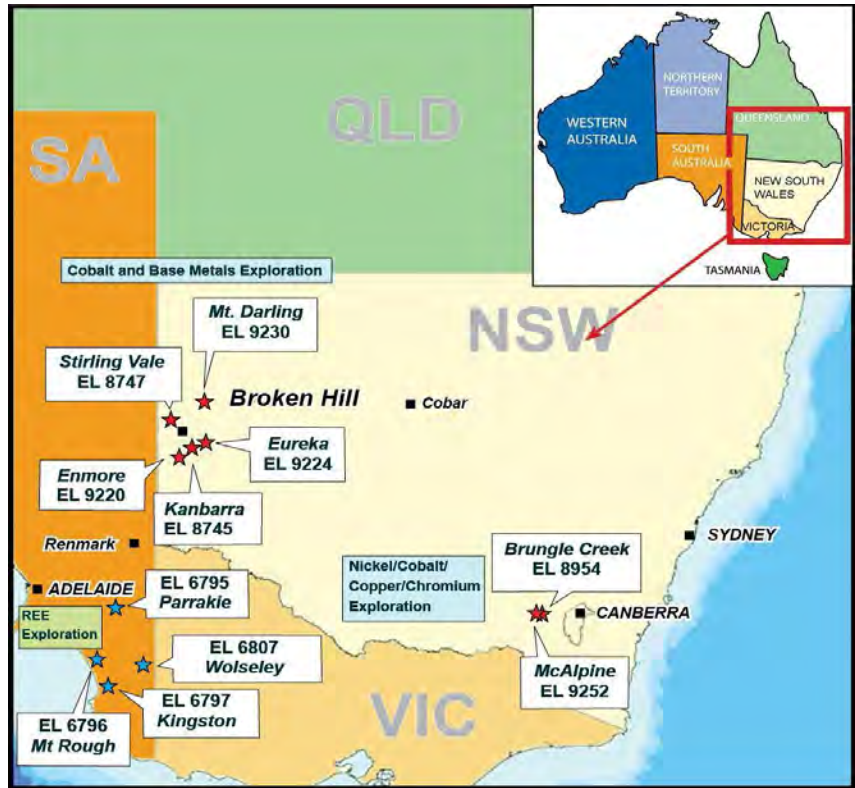 NORTHERN
TERRITORY
QUEENSLAND
WESTERN
AUSTRALIA
SOUTH
AUSTRALIA
NEW SOUTH
WALES
VICTORIA
TASMANIA
QLD
SA
Cobalt and Base Metals Exploration
Mt. Darling
EL 9230
NSW
Stirling Vale
EL 8747
Broken Hill
Cobar
Eureka
EL 9224
Enmore
EL 9220
Kanbarra
EL 8745
Renmark
SYDNEY
Brungle Creek
EL 8954
Nickel/Cobalt/
Copper/Chromium
Exploration
ADELAIDE
EL 6795
Parrakie
REE
Exploration
CANBERRA
EL 6807
Wolseley
McAlpine
EL 9252
EL 6797
Kingston
EL 6796
Mt Rough
VIC